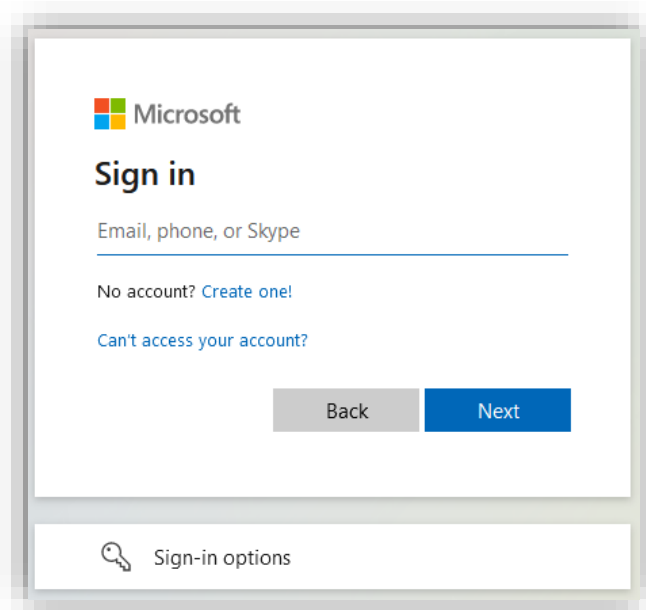 Microsoft
Sign in
Email, phone, or Skype
No account? Create one!
Can't access your account?
Back Next
Sign-in options